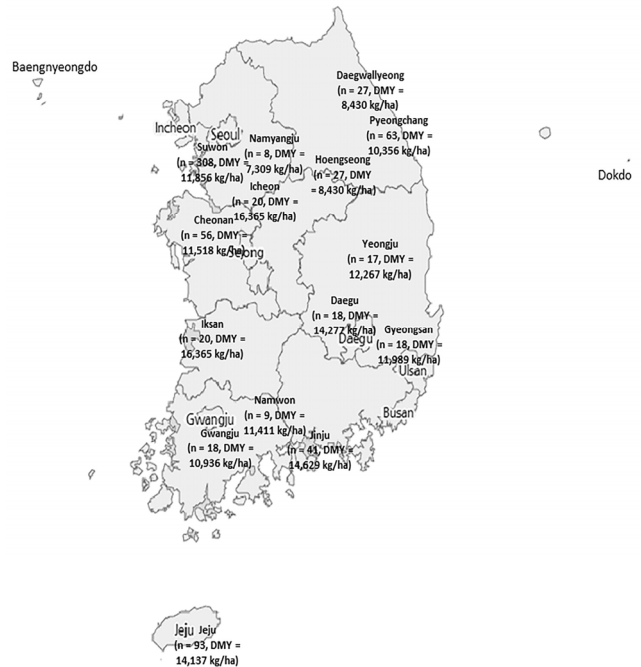 Baengnyeongdo
Daegwallyeong
(n = 27, DMY =
8,430 kg/ha)
Pyeongchang
(n = 63, DMY =
10,356 kg/ha)
Incheon
Seoul
Suwon
(n = 308, DMY =
11,856 kg/ha)
Namyangju
(n = 8, DMY =
7,309 kg/ha)
Hoengseong
(n = 27, DMY
= 8,430 kg/ha)
Dokdo
Icheon
(n = 20, DMY =
16,365 kg/ha)
Cheonan
(n = 56, DMY =
11,518 kg/ha)
Sejong
Yeongju
(n = 17, DMY =
12,267 kg/ha)
Daegu
(n = 18, DMY =
14,277 kg/ha)
Daegu
Gyeongsan
(n = 18, DMY =
11,989 kg/ha)
Ulsan
Iksan
(n = 20, DMY =
16,365 kg/ha)
Busan
Namwon
(n = 9, DMY =
11,411 kg/ha)
Gwangju
Gwangju
(n = 18, DMY =
10,936 kg/ha)
Jinju
(n = 41, DMY =
14,629 kg/ha)
Jeju Jeju
(n = 93, DMY =
14,137 kg/ha)